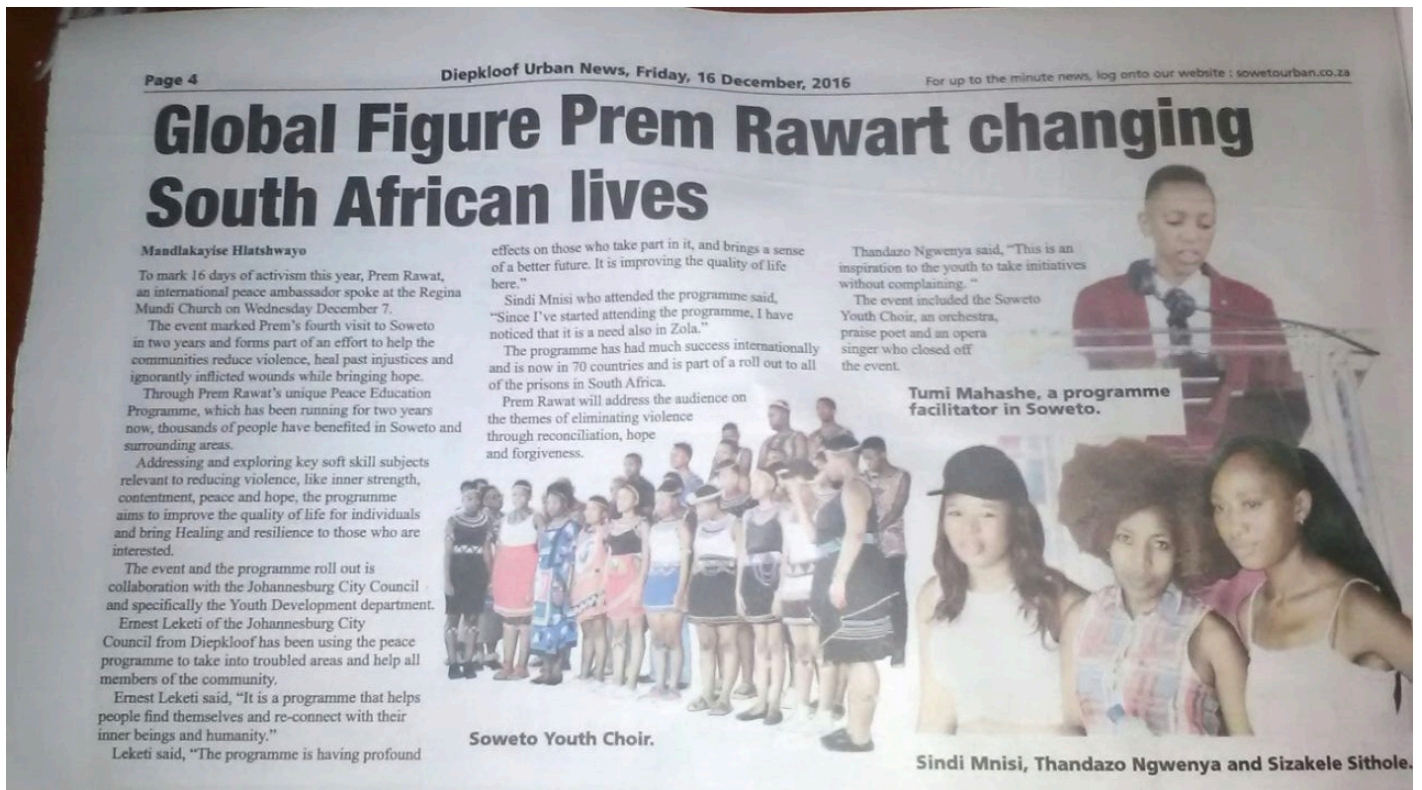 Page 4
Diepkloof Urban News, Friday, 16 December, 2016
For up to the minute news, log onto our website : sowetourban.co.za
Global Figure Prem Rawart changing
South African lives
Mandlakayise Hlatshwayo
To mark 16 days of activism this year, Prem Rawat,
an international peace ambassador spoke at the Regina
Mundi Church on Wednesday December 7.
The event marked Prem's fourth visit to Soweto
in two years and forms part of an effort to help the
communities reduce violence, heal past injustices and
ignorantly inflicted wounds while bringing hope.
Through Prem Rawat's unique Peace Education
Programme, which has been running for two years
now, thousands of people have benefited in Soweto and
surrounding areas.
Addressing and exploring key soft skill subjects
relevant to reducing violence, like inner strength,
contentment, peace and hope, the programme
aims to improve the quality of life for individuals
and bring Healing and resilience to those who are
interested.
The event and the programme roll out is
collaboration with the Johannesburg City Council
and specifically the Youth Development department.
Ernest Leketi of the Johannesburg City
Council from Diepkloof has been using the peace
programme to take into troubled areas and help all
members of the community.
Ernest Leketi said, “It is a programme that helps
people find themselves and re-connect with their
inner beings and humanity.”
Leketi said, “The programme is having profound
effects on those who take part in it, and brings a sense
of a better future. It is improving the quality of life
here.”
Sindi Mnisi who attended the programme said,
“Since I've started attending the programme, I have
noticed that it is a need also in Zola.”
The programme has had much success internationally
and is now in 70 countries and is part of a roll out to all
of the prisons in South Africa.
Prem Rawat will address the audience on
the themes of eliminating violence
through reconciliation, hope
and forgiveness.
Thandazo Ngwenya said, “This is an
inspiration to the youth to take initiatives
without complaining. ”
The event included the Soweto
Youth Choir, an orchestra,
praise poet and an opera
singer who closed off
the event.
Tumi Mahashe, a programme
facilitator in Soweto.
Soweto Youth Choir.
Sindi Mnisi, Thandazo Ngwenya and Sizakele Sithole.